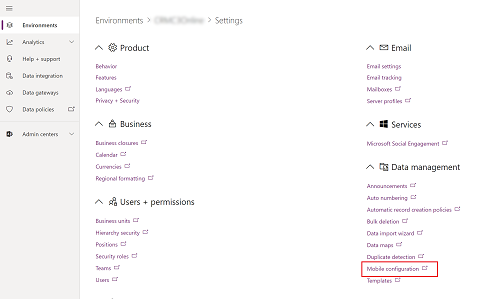 Environments
Analytics
Help + support
Data integration
Data gateways
Data policies
Admin centers
Environments > > Settings
Product
Behavior
Features
Languages
Privacy + Security
Business
Business closures
Calendar
Currencies
Regional formatting
Users + permissions
Business units
Hierarchy security
Positions
Security roles
Teams
Users
Email
Email settings
Email tracking
Mailboxes
Server profiles
Services
Microsoft Social Engagement
Data management
Announcements
Auto numbering
Automatic record creation policies
Bulk deletion
Data import wizard
Data maps
Duplicate detection
Mobile configuration
Templates